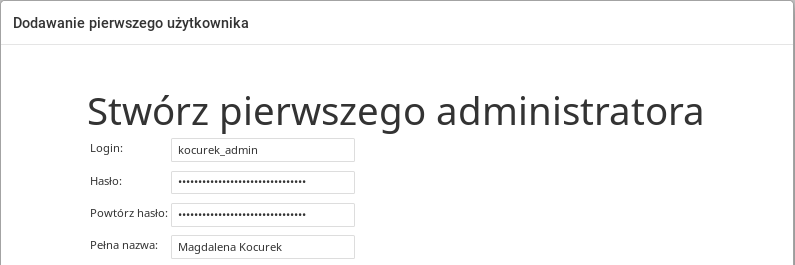 Dodawanie pierwszego użytkownika
Stwórz pierwszego administratora
Login: kocurek_admin
Hasło: ••••••••••••••••••••••••••••••••
Powtórz hasło: ••••••••••••••••••••••••••••••••
Pełna nazwa: Magdalena Kocurek